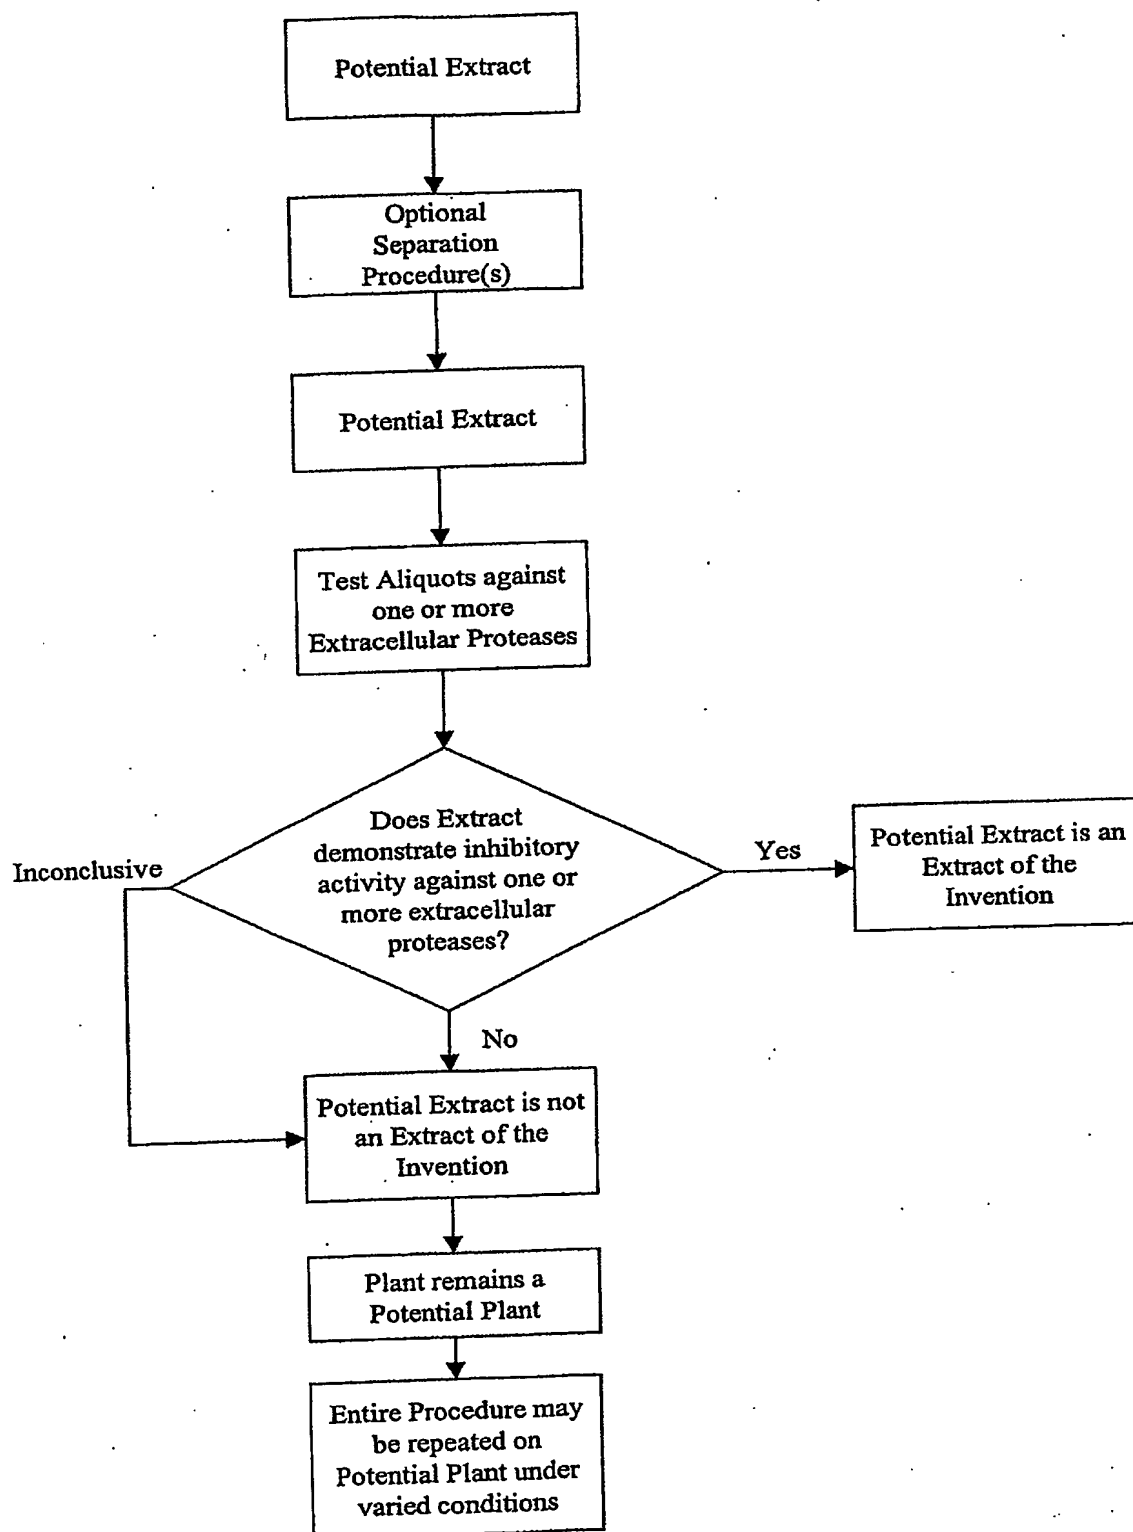 Potential Extract
Optional
Separation
Procedure(s)
Potential Extract
Test Aliquots against
one or more
Extracellular Proteases
Does Extract
demonstrate inhibitory
activity against one or
more extracellular
proteases?
Inconclusive
Yes
Potential Extract is an
Extract of the
Invention
No
Potential Extract is not
an Extract of the
Invention
Plant remains a
Potential Plant
Entire Procedure may
be repeated on
Potential Plant under
varied conditions